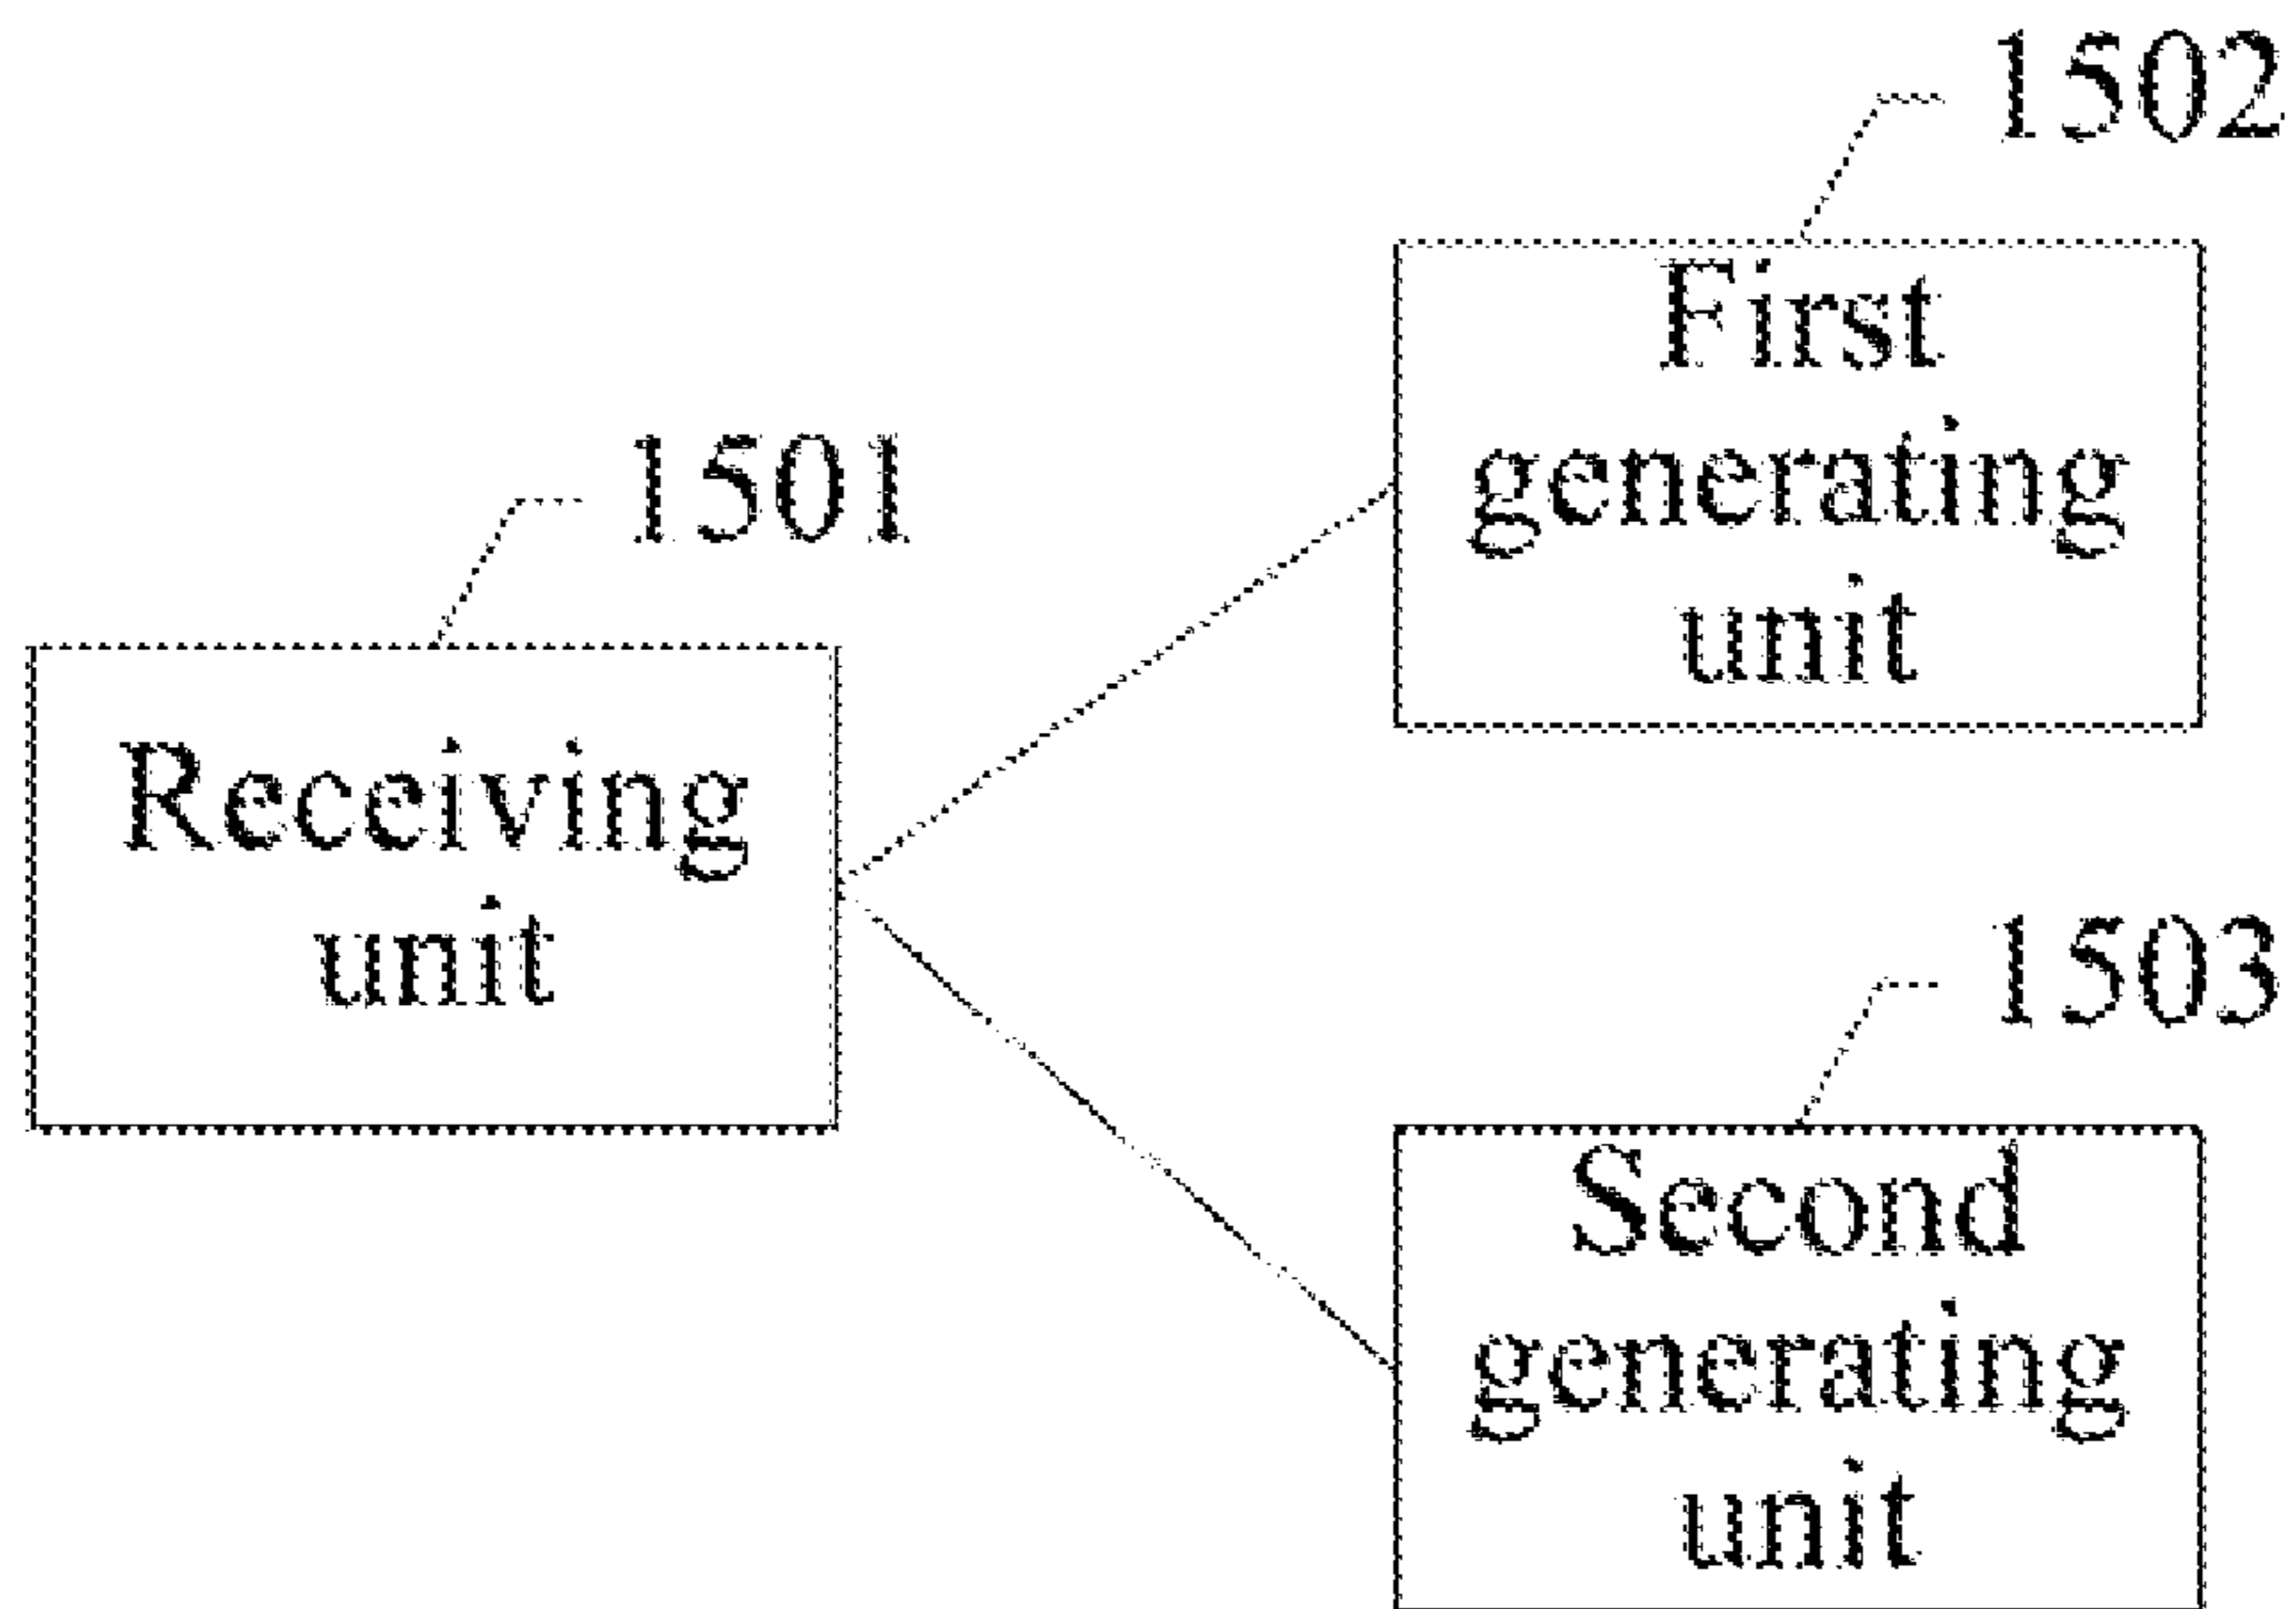 1502
First
generating
unit
1501
Receiving
unit
1503
Second
generating
unit